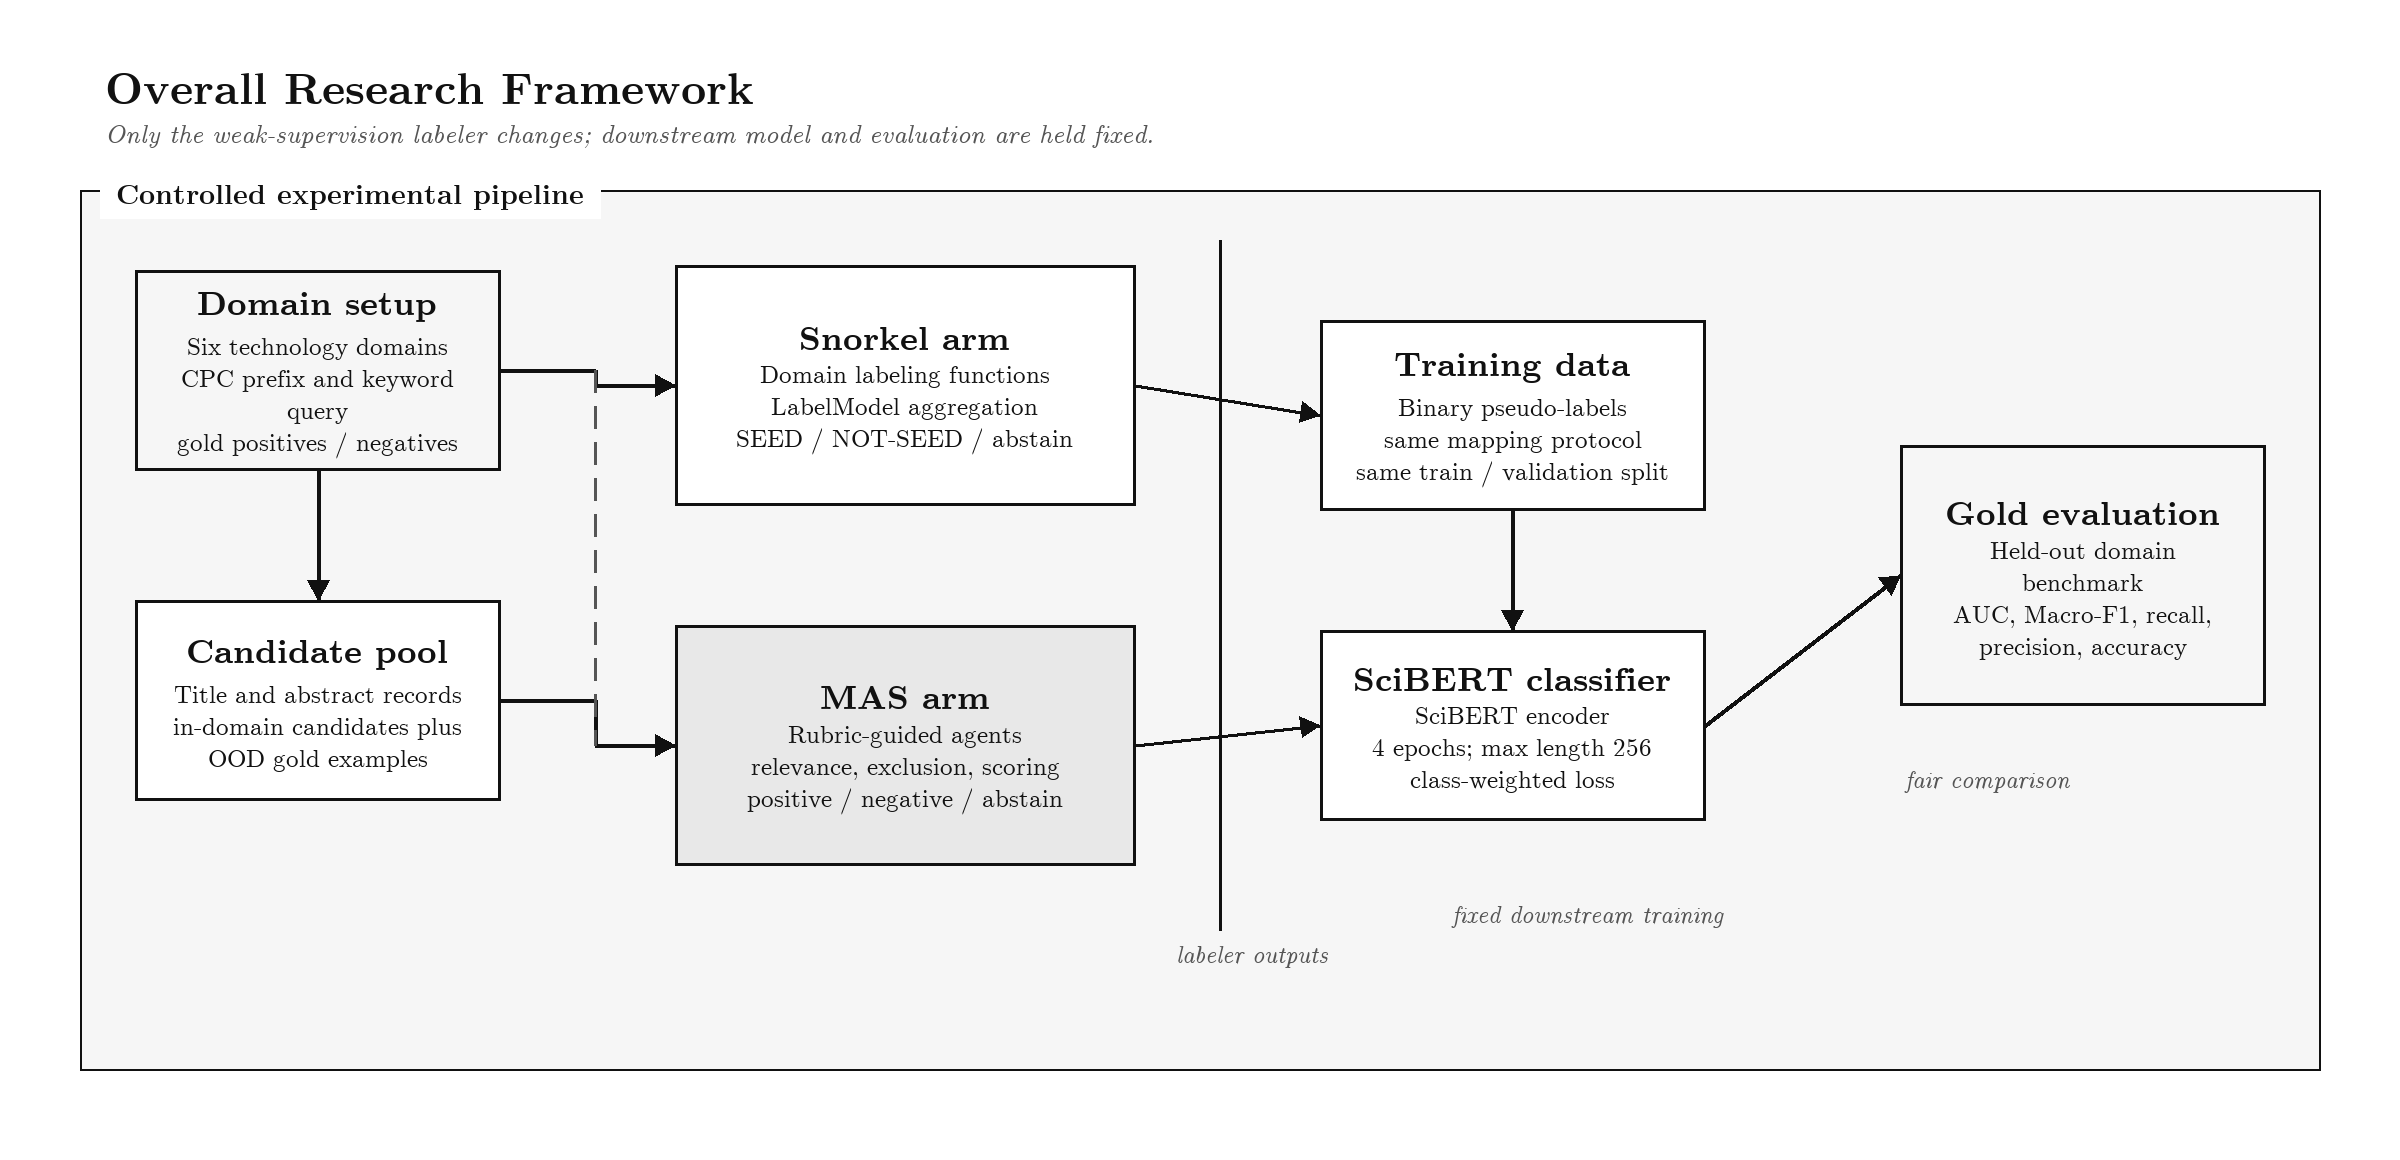 Overall Research Framework
Only the weak-supervision labeler changes; downstream model and evaluation are held fixed.
Controlled experimental pipeline
Domain setup
Six technology domains
CPC prefix and keyword
query
gold positives / negatives
Candidate pool
Title and abstract records
in-domain candidates plus
OOD gold examples
Snorkel arm
Domain labeling functions
LabelModel aggregation
SEED / NOT-SEED / abstain
MAS arm
Rubric-guided agents
relevance, exclusion, scoring
positive / negative / abstain
labeler outputs
Training data
Binary pseudo-labels
same mapping protocol
same train / validation split
SciBERT classifier
SciBERT encoder
4 epochs; max length 256
class-weighted loss
fixed downstream training
Gold evaluation
Held-out domain
benchmark
AUC, Macro-F1, recall,
precision, accuracy
fair comparison